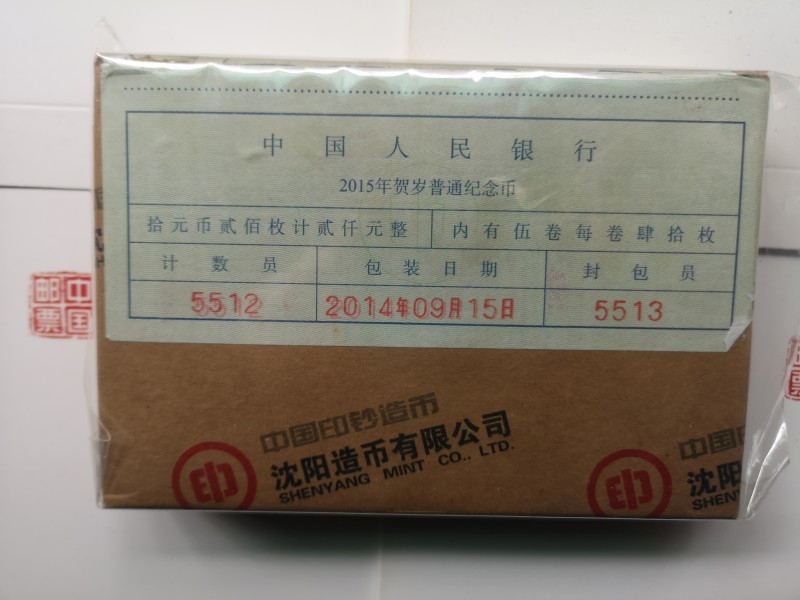 中国人民银行
2015年贺岁普通纪念币
拾元币贰佰枚计贰仟元整 内有伍卷每卷肆拾枚
计数员 包装日期 封包员
5512 2014年09月15日 5513
中国印钞造币
沈阳造币有限公司
SHENYANG MINT CO., LTD.
中国印钞
沈阳造
SHENY
中国
邮票